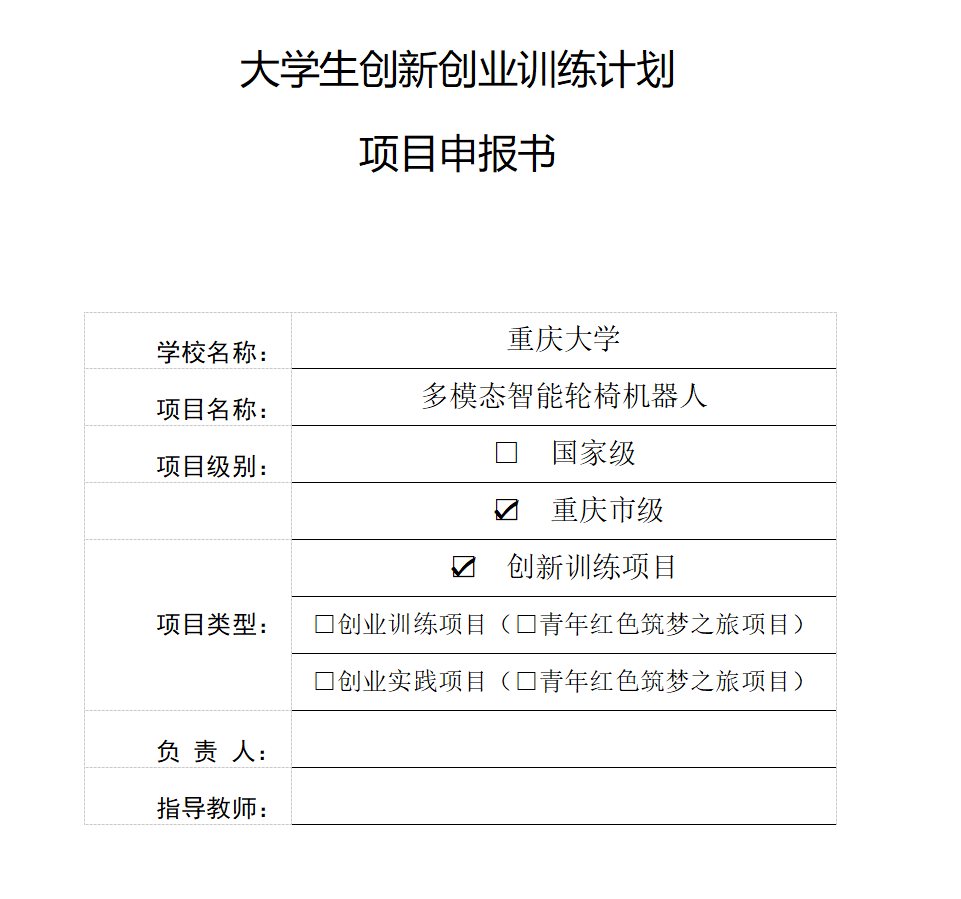 大学生创新创业训练计划
项目申报书
学校名称： 重庆大学
项目名称： 多模态智能轮椅机器人
项目级别： □ 国家级
☑ 重庆市级
☑ 创新训练项目
项目类型： □创业训练项目（□青年红色筑梦之旅项目）
□创业实践项目（□青年红色筑梦之旅项目）
负 责 人：
指导教师：